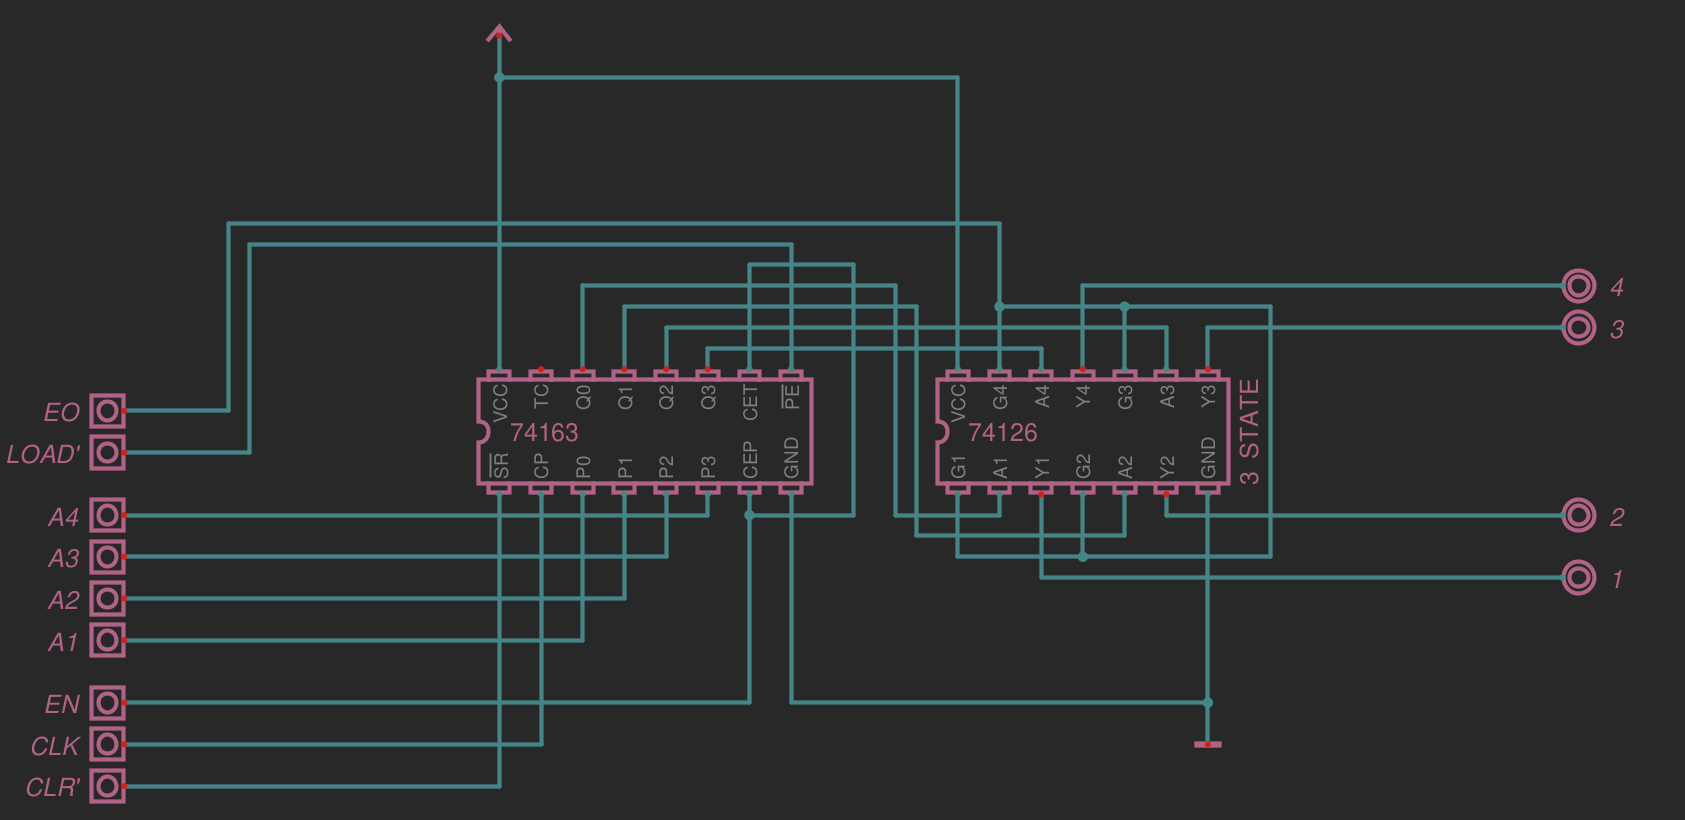 4
3
VCC TC Q0 Q1 Q2 Q3 CET PE
74163
SR CP P0 P1 P2 P3 CEP GND
VCC G4 A4 Y4 G3 A3 Y3
74126
G1 A1 Y1 G2 A2 Y2 GND
3 STATE
EO
LOAD'
A4
A3
A2
A1
EN
CLK
CLR'
2
1